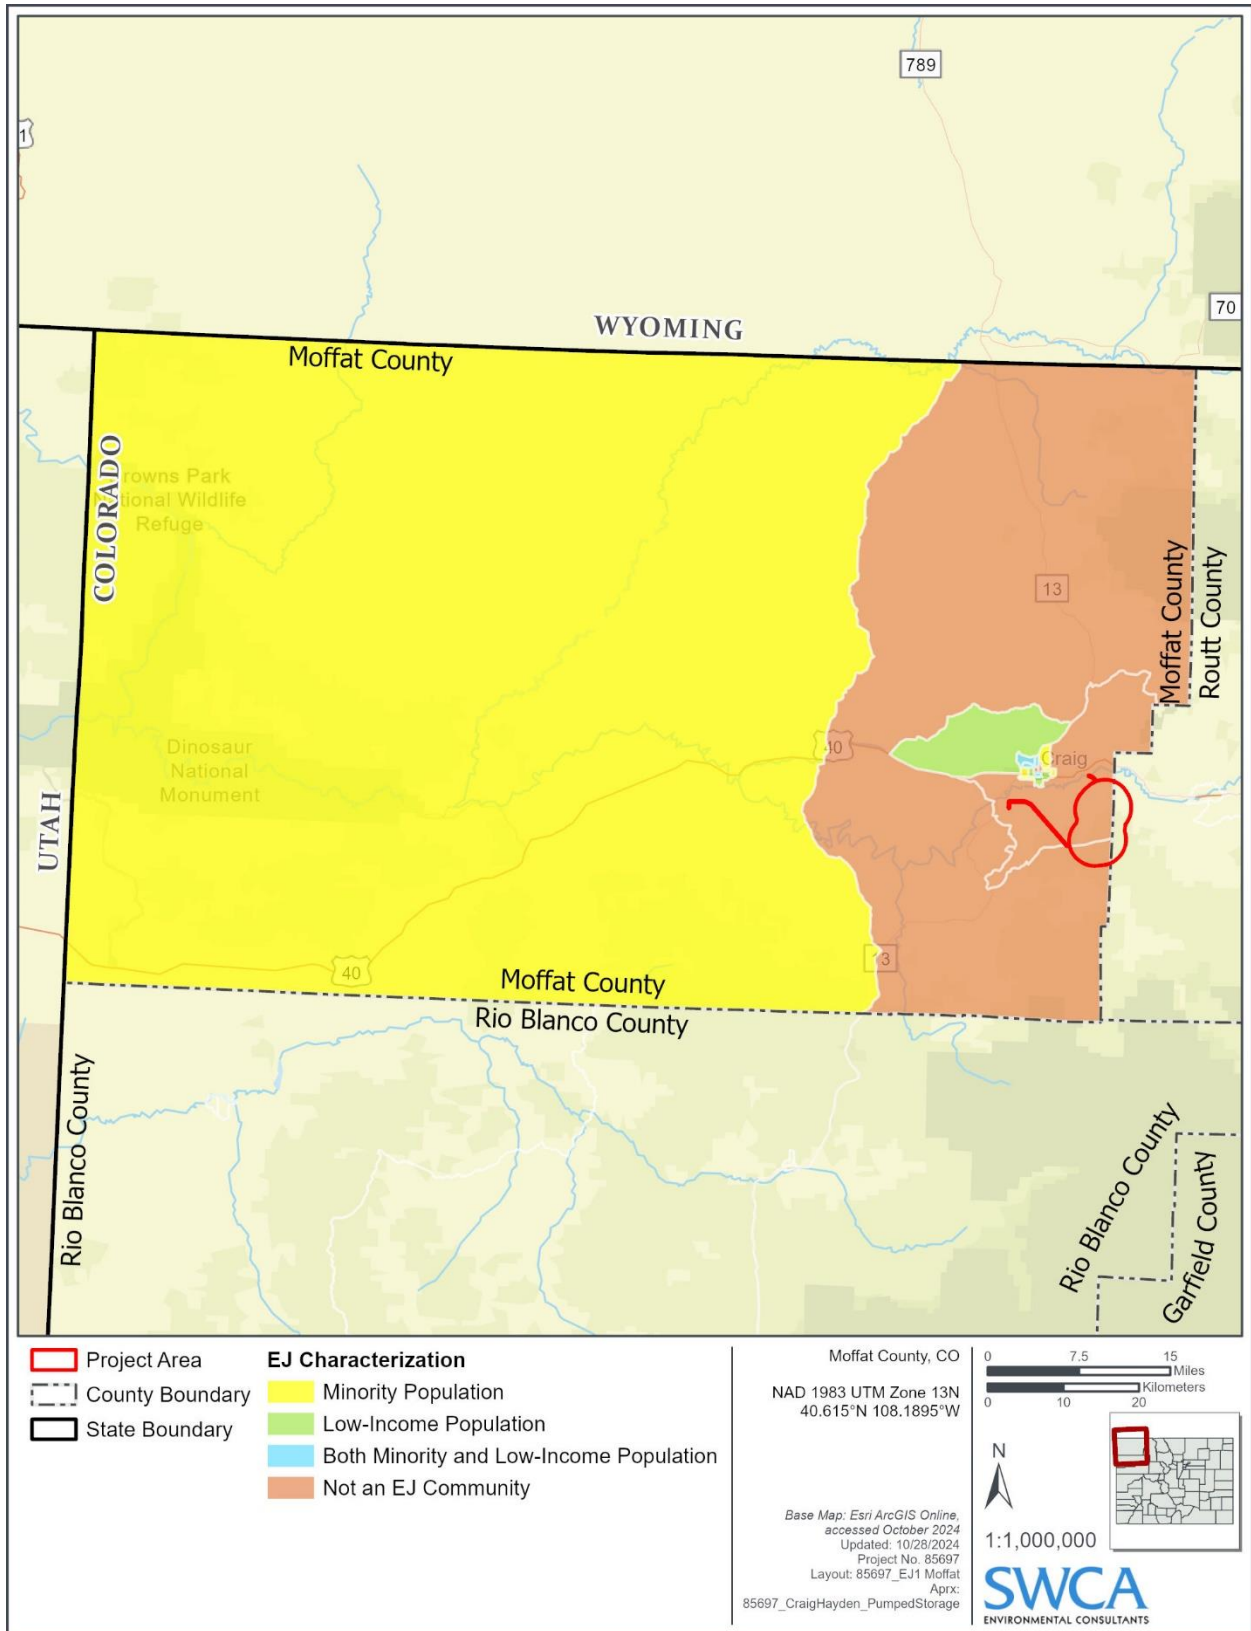 789
1
70
WYOMING
Moffat County
COLORADO
rowns Park
National Wildlife
Refuge
13
Moffat County
Routt County
Dinosaur
National
Monument
40
Craig
UTAH
40
13
Moffat County
Rio Blanco County
Rio Blanco County
Rio Blanco County
Garfield County
Project Area
County Boundary
State Boundary
EJ Characterization
Minority Population
Low-Income Population
Both Minority and Low-Income Population
Not an EJ Community
Moffat County, CO
NAD 1983 UTM Zone 13N
40.615°N 108.1895°W
Base Map: Esri ArcGIS Online,
accessed October 2024
Updated: 10/28/2024
Project No. 85697
Layout: 85697_EJ1 Moffat
Aprx:
85697_CraigHayden_PumpedStorage
0 7.5 15
Miles
Kilometers
0 10 20
N
1:1,000,000
SWCA
ENVIRONMENTAL CONSULTANTS